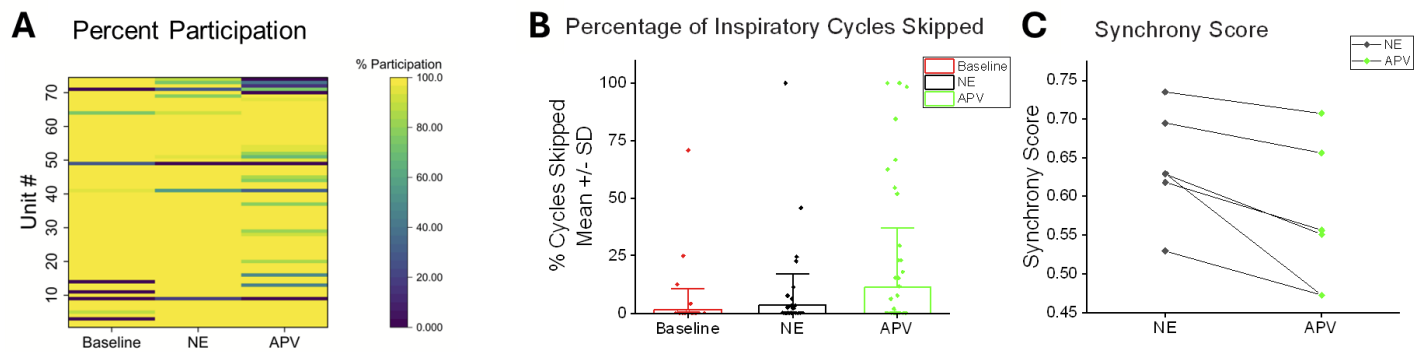 A
Percent Participation
% Participation
100.0
80.00
60.00
40.00
20.00
0.000
Unit #
70
60
50
40
30
20
10
Baseline
NE
APV
B
Percentage of Inspiratory Cycles Skipped
Baseline
NE
APV
% Cycles Skipped
Mean +/- SD
100
75
50
25
0
Baseline
NE
APV
C
Synchrony Score
NE
APV
Synchrony Score
0.75
0.70
0.65
0.60
0.55
0.50
0.45
NE
APV